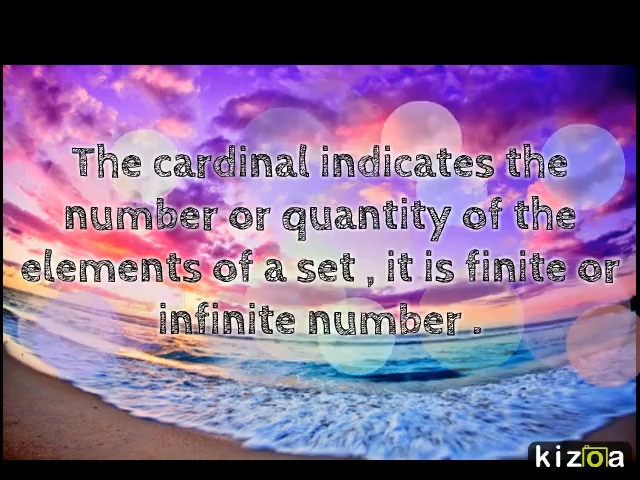 The cardinal indicates the
number or quantity of the
elements of a set , it is finite or
infinite number .
kizoa